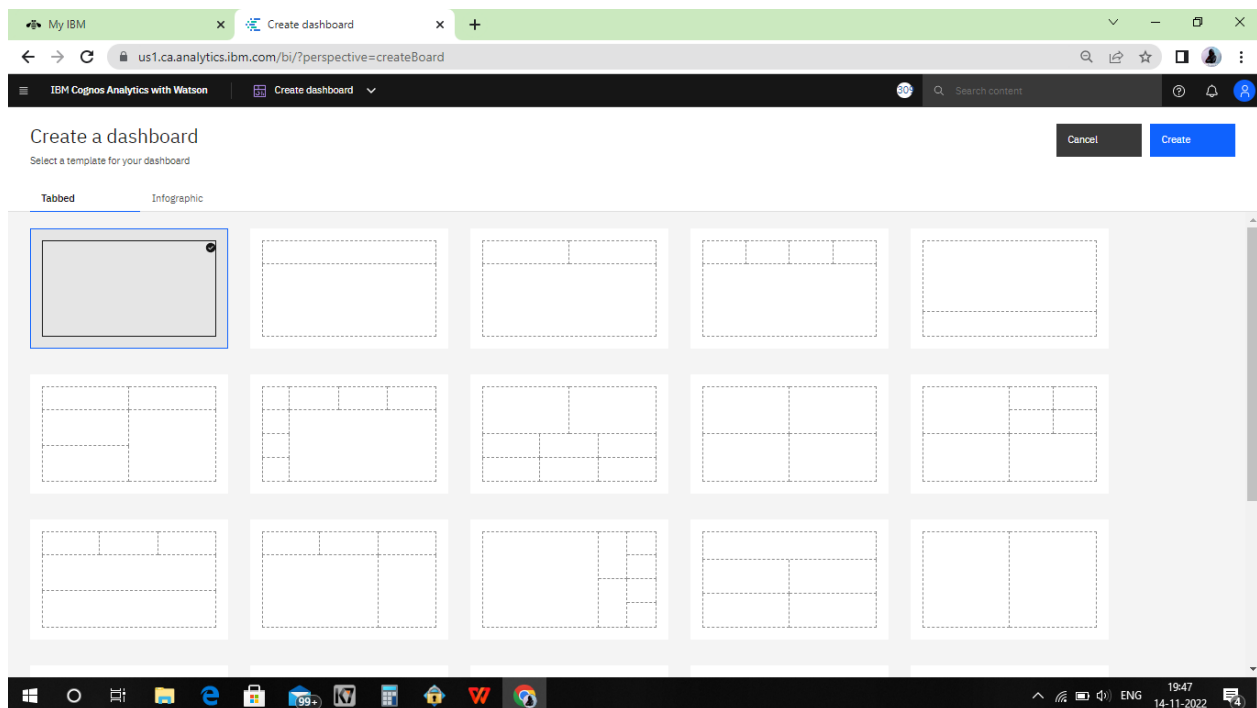 My IBM
Create dashboard
us1.ca.analytics.ibm.com/bi/?perspective=createBoard
IBM Cognos Analytics with Watson
Create dashboard
Search content
Create a dashboard
Cancel
Create
Select a template for your dashboard
Tabbed
Infographic
99+
ENG
19:47
14-11-2022
4